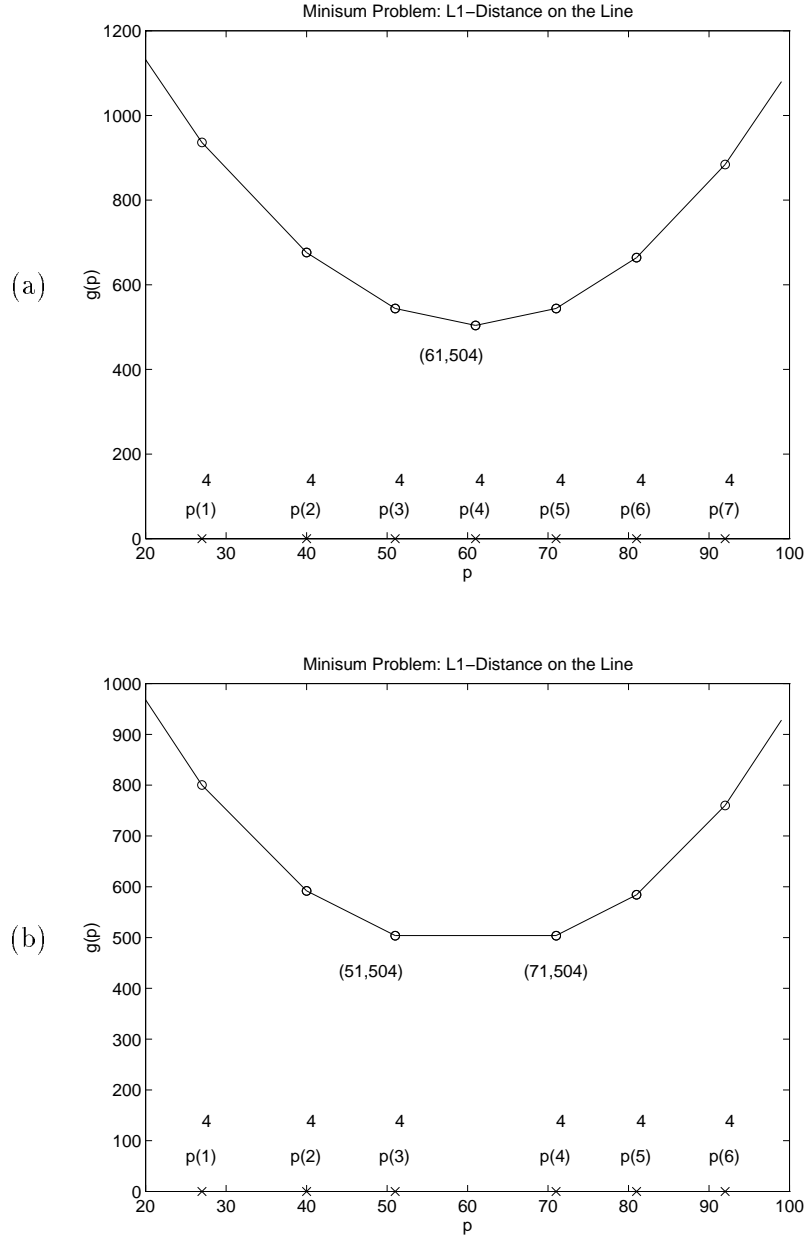 Minisum Problem: L1−Distance on the Line
1200
1000
800
(a)
g(p)
600
400
(61,504)
200
4 4 4 4 4 4 4
p(1) p(2) p(3) p(4) p(5) p(6) p(7)
0
20 30 40 50 60 70 80 90 100
p
Minisum Problem: L1−Distance on the Line
1000
900
800
700
600
(b)
g(p)
500
(51,504) (71,504)
400
300
200
4 4 4 4 4 4
100
p(1) p(2) p(3) p(4) p(5) p(6)
0
20 30 40 50 60 70 80 90 100
p